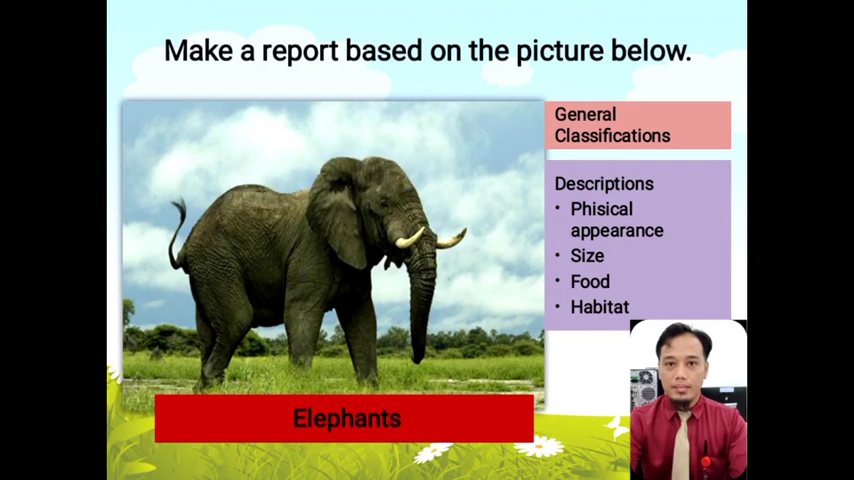 Make a report based on the picture below.
General
Classifications
Descriptions
• Phisical
appearance
• Size
• Food
• Habitat
Elephants